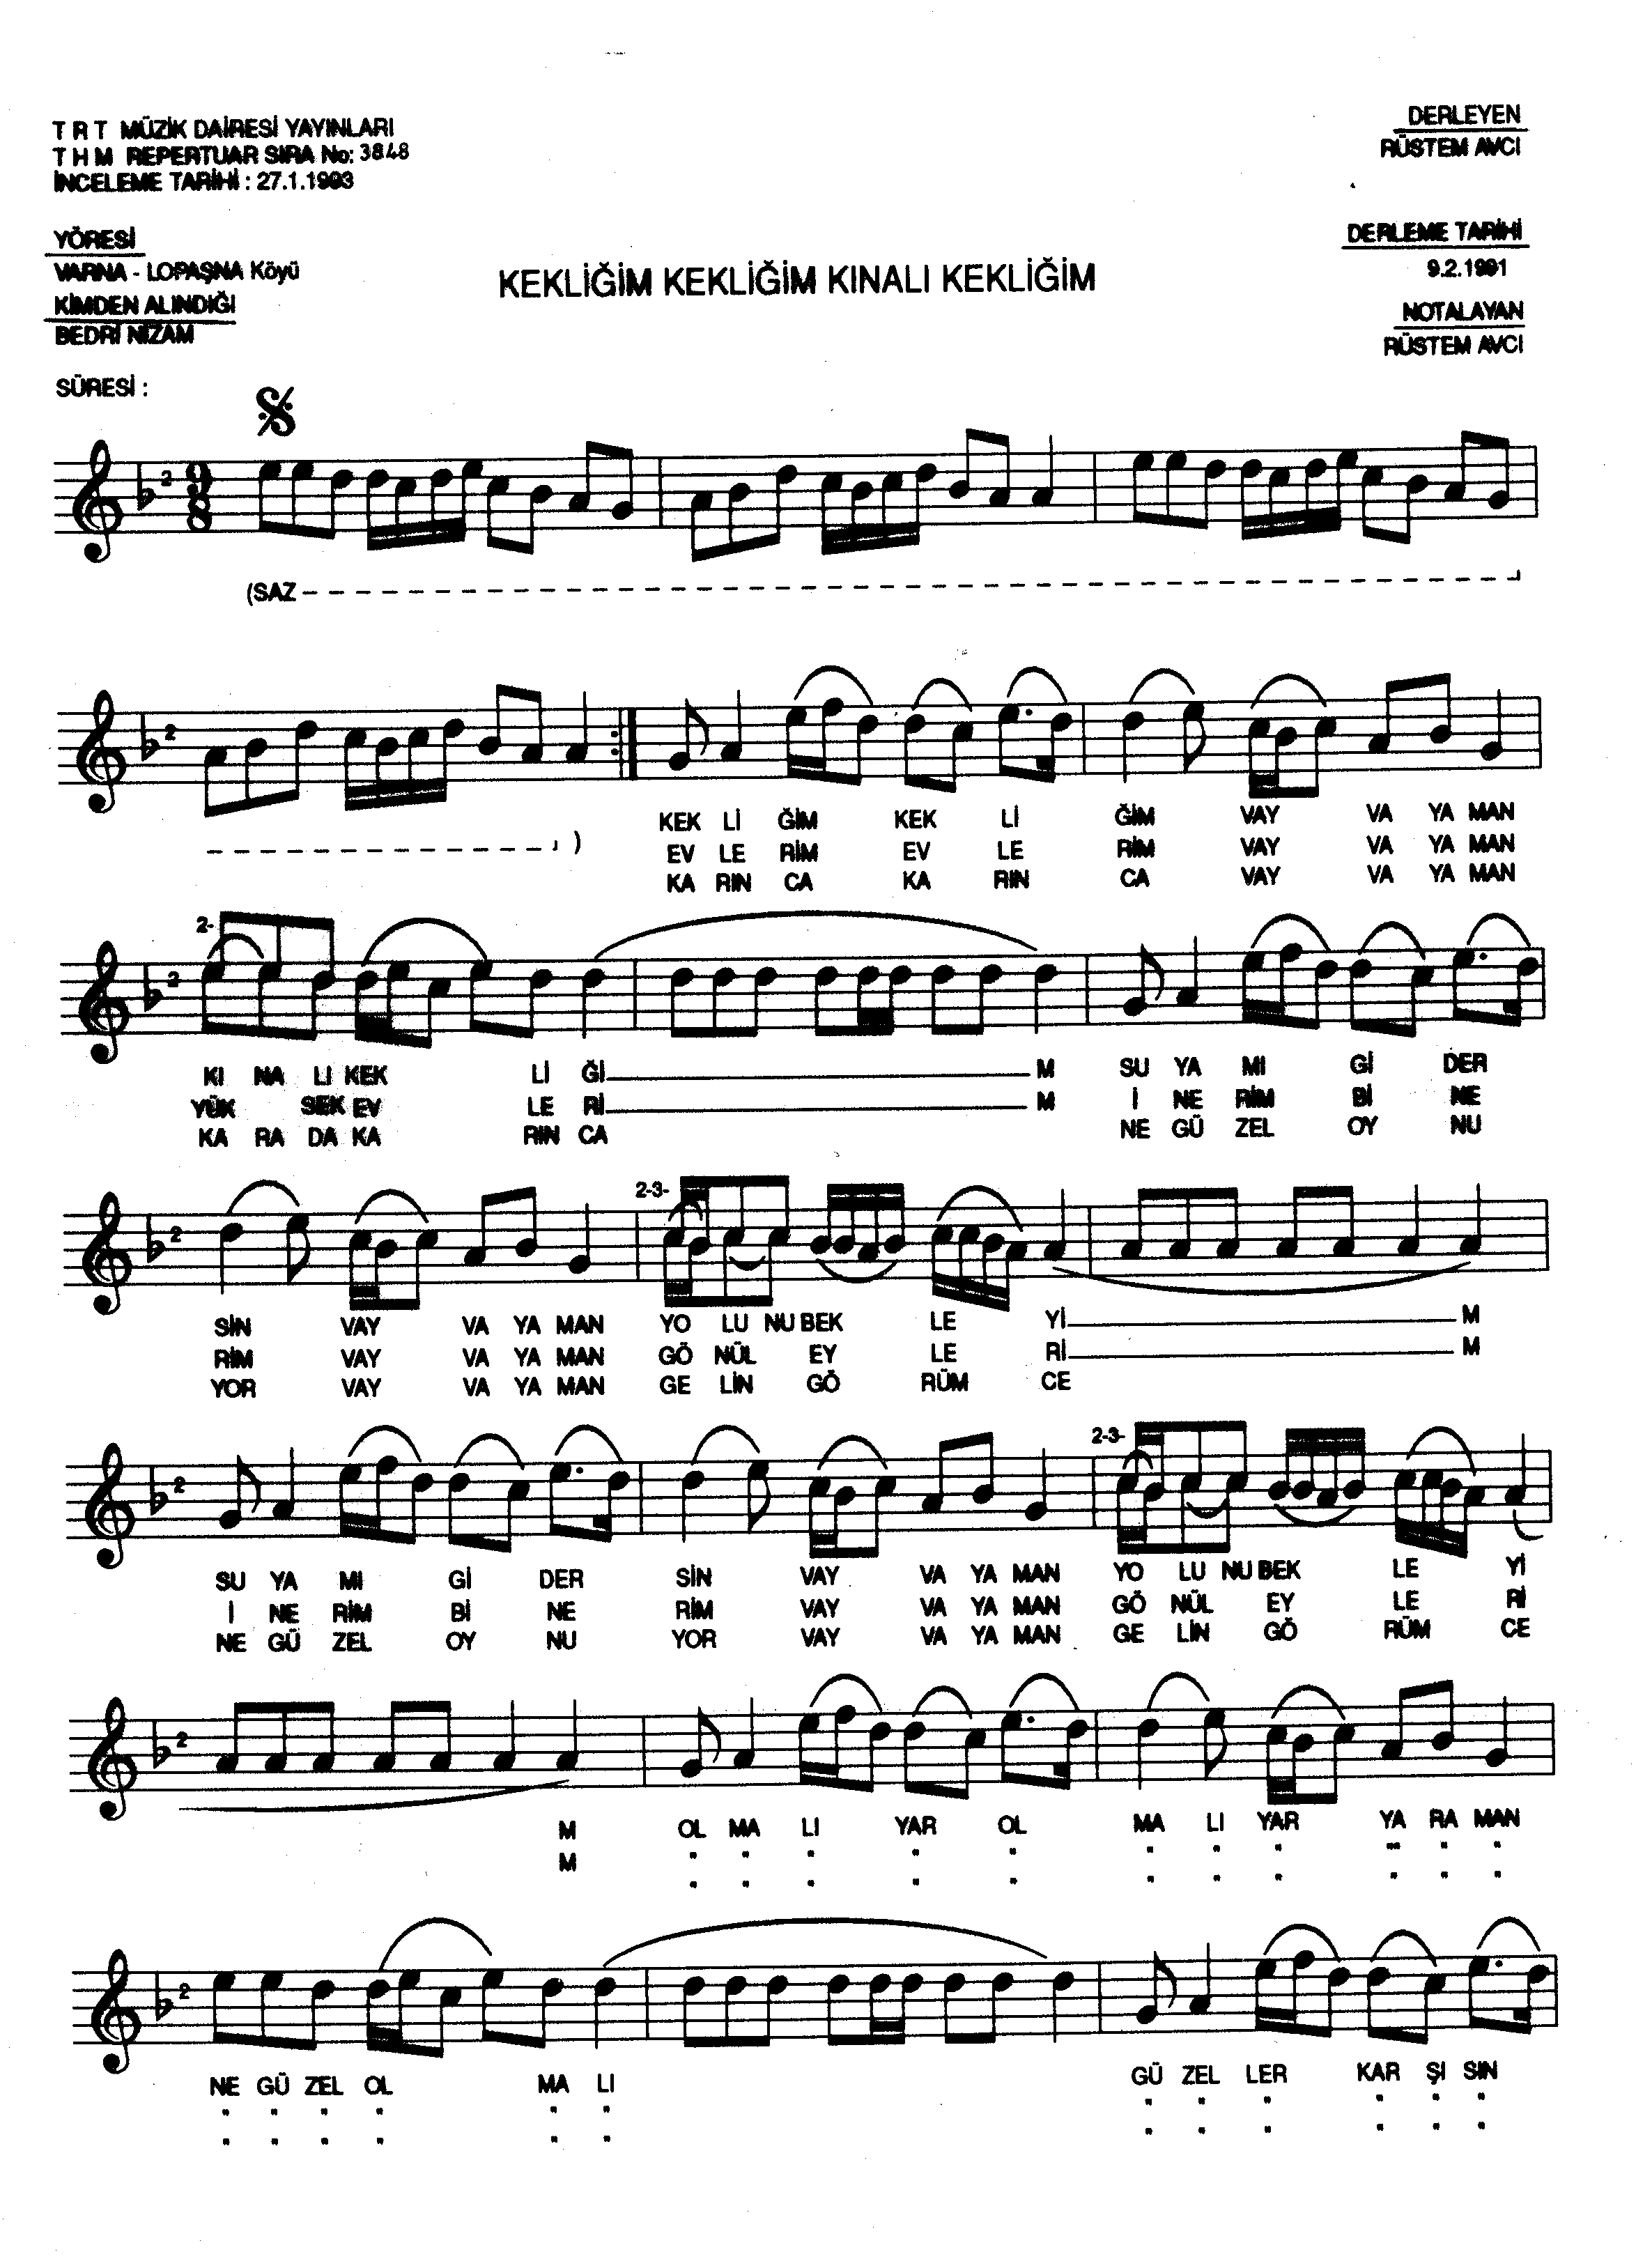 T R T MÜZİK DAİRESİ YAYINLARI
T H M REPERTUAR SIRA No: 3848
İNCELEME TARİHİ : 27.1.1993
DERLEYEN
RÜSTEM AVCI
YÖRESİ
VARNA - LOPAŞNA Köyü
KİMDEN ALINDIĞI
BEDRİ NİZAM
KEKLİĞİM KEKLİĞİM KINALI KEKLİĞİM
DERLEME TARİHİ
9.2.1991
NOTALAYAN
RÜSTEM AVCI
SÜRESİ :
2 9 8
(SAZ
2
)
KEK Lİ ĞİM KEK Lİ ĞİM VAY VA YA MAN
EV LE RİM EV LE RİM VAY VA YA MAN
KA RIN CA KA RIN CA VAY VA YA MAN
2 2-
KI NA LI KEK Lİ Ğİ M SU YA MI Gİ DER
YÜK SEK EV LE Rİ M İ NE RİM Bİ NE
KA RA DA KA RIN CA NE GÜ ZEL OY NU
2 2-3-
SİN VAY VA YA MAN YO LU NU BEK LE Yİ M
RİM VAY VA YA MAN GÖ NÜL EY LE Rİ M
YOR VAY VA YA MAN GE LİN GÖ RÜM CE
2 2-3-
SU YA MI Gİ DER SİN VAY VA YA MAN YO LU NU BEK LE Yİ
İ NE RİM Bİ NE RİM VAY VA YA MAN GÖ NÜL EY LE Rİ
NE GÜ ZEL OY NU YOR VAY VA YA MAN GE LİN GÖ RÜM CE
2
M OL MA LI YAR OL MA LI YAR YA RA MAN
M " " " " " " " " " " "
" " " " " " " " " " "
2
NE GÜ ZEL OL MA LI GÜ ZEL LER KAR ŞI SIN
" " " " " " " " " " " "
" " " " " " " " " " " "